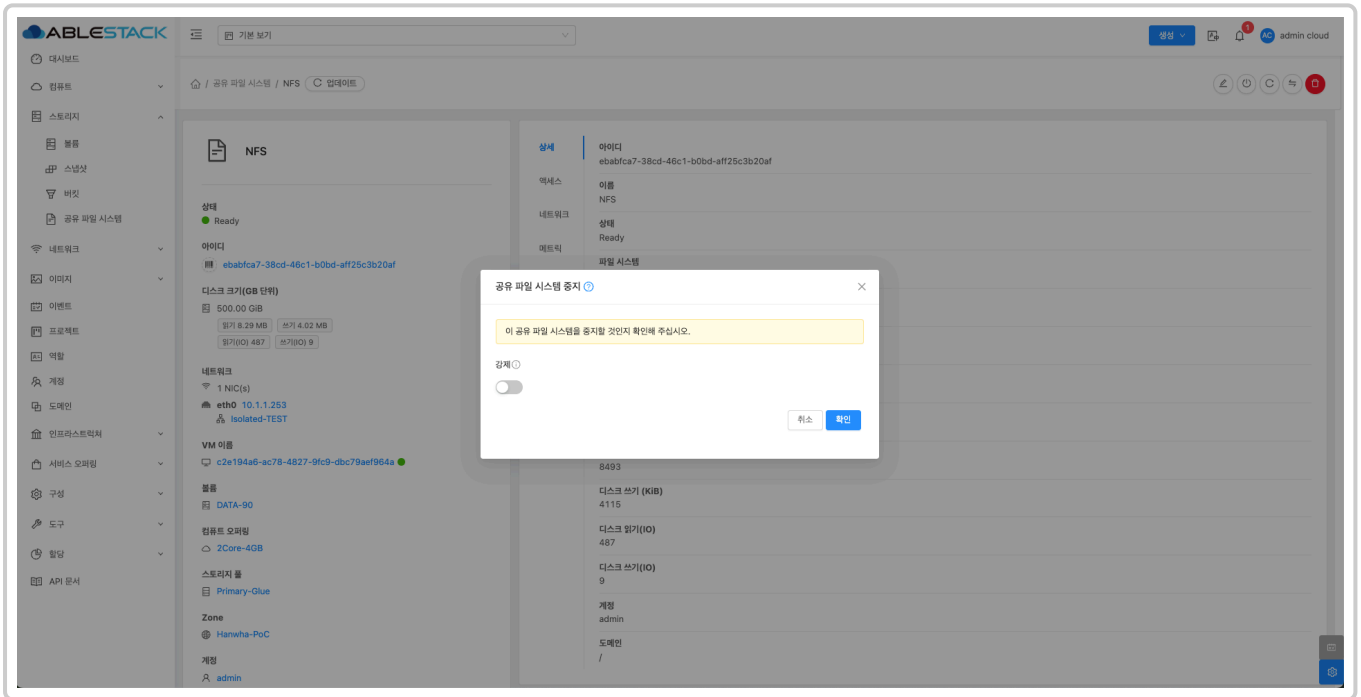 ABLESTACK
기본 보기
생성
1
AC
admin cloud
대시보드
컴퓨트
스토리지
볼륨
스냅샷
버킷
공유 파일 시스템
네트워크
이미지
이벤트
프로젝트
역할
계정
도메인
인프라스트럭쳐
서비스 오퍼링
구성
도구
할당
API 문서
/ 공유 파일 시스템 / NFS
업데이트
NFS
상태
Ready
아이디
ebabfca7-38cd-46c1-b0bd-aff25c3b20af
디스크 크기(GB 단위)
500.00 GiB
읽기 8.29 MB
쓰기 4.02 MB
읽기(IO) 487
쓰기(IO) 9
네트워크
1 NIC(s)
eth0 10.1.1.253
Isolated-TEST
VM 이름
c2e194a6-ac78-4827-9fc9-dbc79aef964a
볼륨
DATA-90
컴퓨트 오퍼링
2Core-4GB
스토리지 풀
Primary-Glue
Zone
Hanwha-PoC
계정
admin
상세
액세스
네트워크
메트릭
아이디
ebabfca7-38cd-46c1-b0bd-aff25c3b20af
이름
NFS
상태
Ready
파일 시스템
공유 파일 시스템 중지
이 공유 파일 시스템을 중지할 것인지 확인해 주십시오.
강제
취소
확인
8493
디스크 쓰기 (KiB)
4115
디스크 읽기(IO)
487
디스크 쓰기(IO)
9
계정
admin
도메인
/